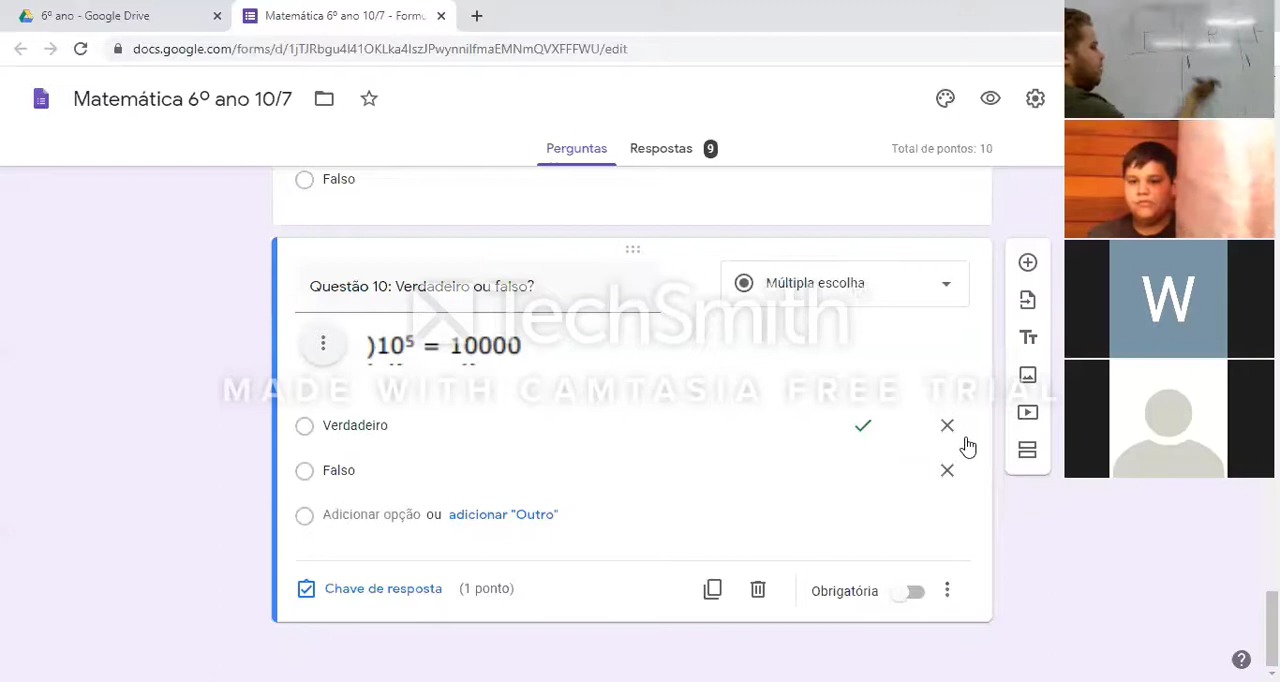 6º ano - Google Drive
Matemática 6º ano 10/7 - Formu
docs.google.com/forms/d/1jTJRbgu4I41OKLka4IszJPwynnilfmaEMNmQVXFFFWU/edit
Matemática 6º ano 10/7
Perguntas
Respostas 9
Total de pontos: 10
Falso
Questão 10: Verdadeiro ou falso?
Múltipla escolha
)10⁵ = 10000
TechSmith
MADE WITH CAMTASIA FREE TRIAL
Verdadeiro
Falso
Adicionar opção ou adicionar "Outro"
Chave de resposta (1 ponto)
Obrigatória
W